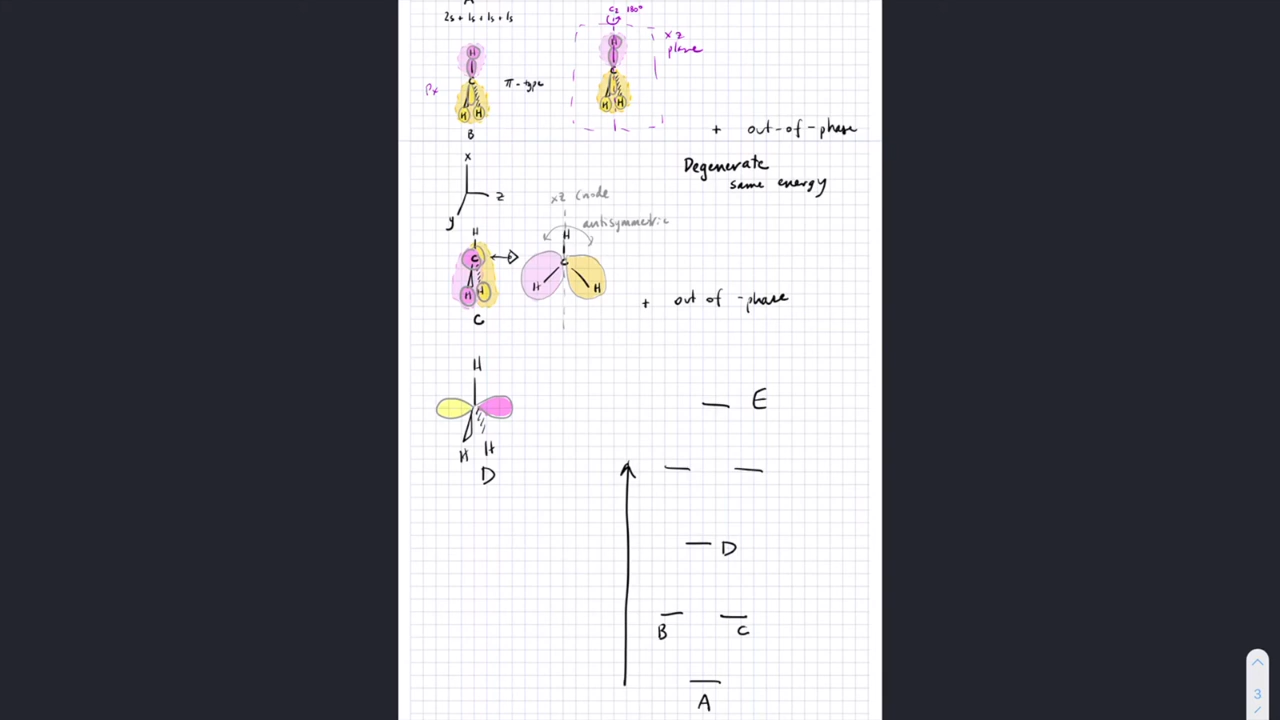 2s + 1s + 1s + 1s
C2 180°
H
C
H H
Px
π-type
B
H
C
H H
xz
plane
+ out-of-phase
Degenerate
same energy
x
z
y
xz (node
antisymmetric
H
C
H H
C
H
C
H H
+ out of -phase
H
H H
D
E
D
B C
A
3